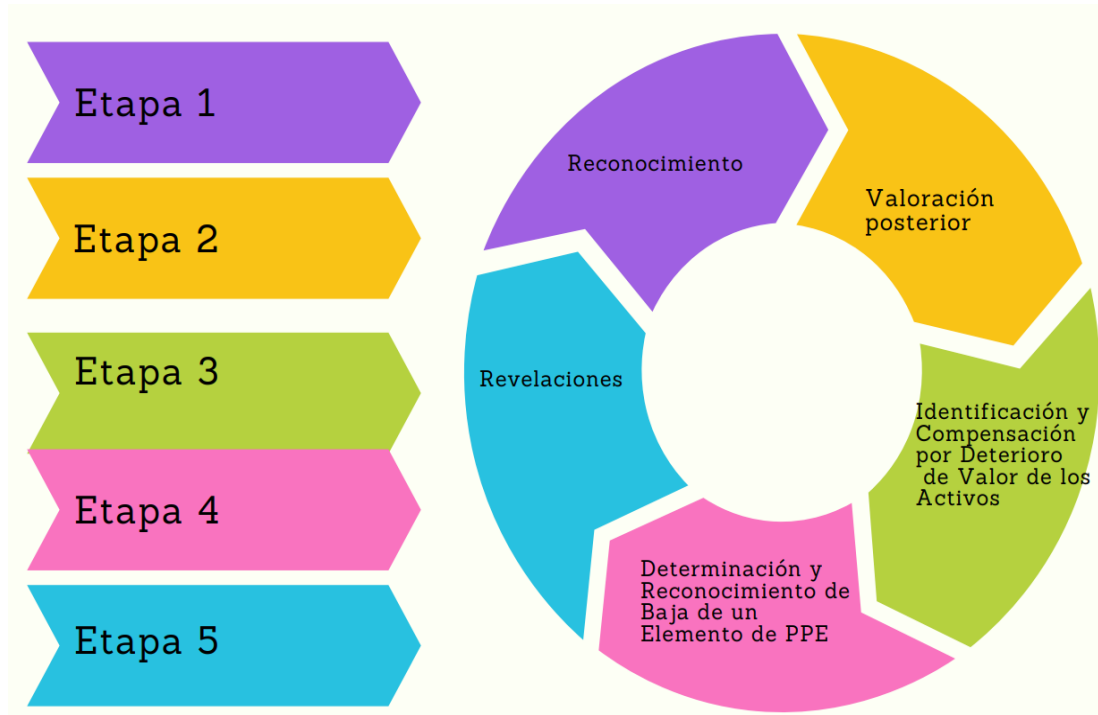 Etapa 1
Etapa 2
Etapa 3
Etapa 4
Etapa 5
Reconocimiento
Valoración
posterior
Identificación y
Compensación
por Deterioro
de Valor de los
Activos
Determinación y
Reconocimiento de
Baja de un
Elemento de PPE
Revelaciones